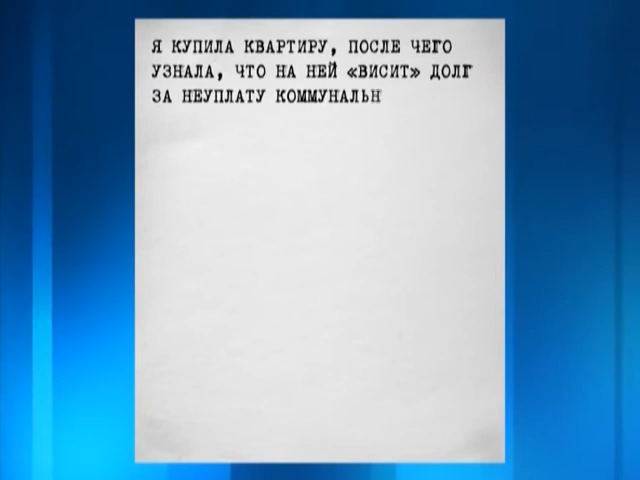 Я КУПИЛА КВАРТИРУ, ПОСЛЕ ЧЕГО
УЗНАЛА, ЧТО НА НЕЙ «ВИСИТ» ДОЛГ
ЗА НЕУПЛАТУ КОММУНАЛЬН